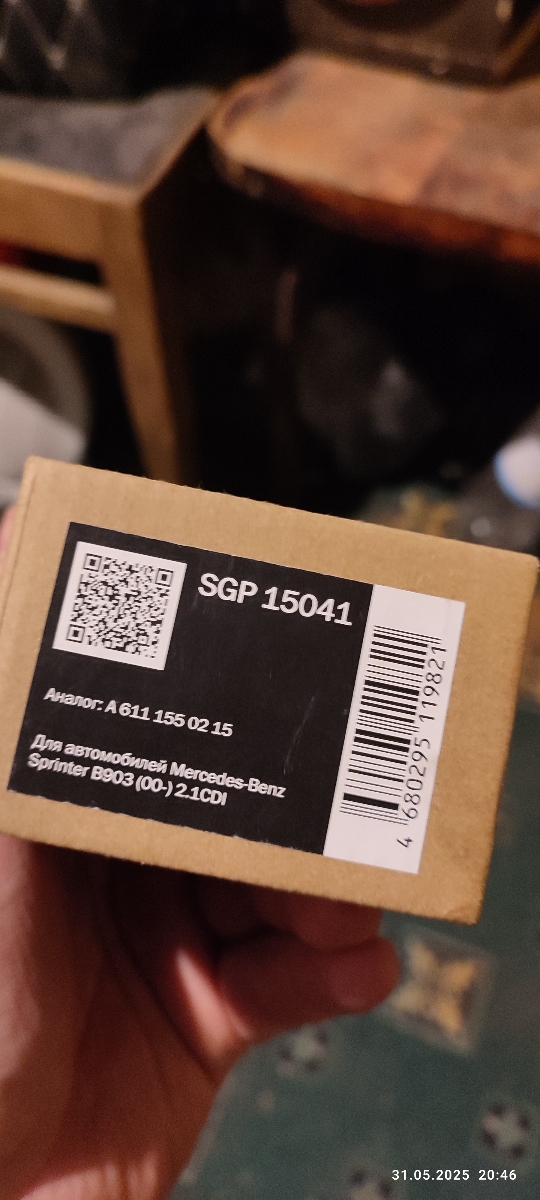 SGP 15041
Аналог: A 611 155 02 15
Для автомобилей Mercedes-Benz
Sprinter B903 (00-) 2.1CDI
4 680295 119821
31.05.2025 20:46